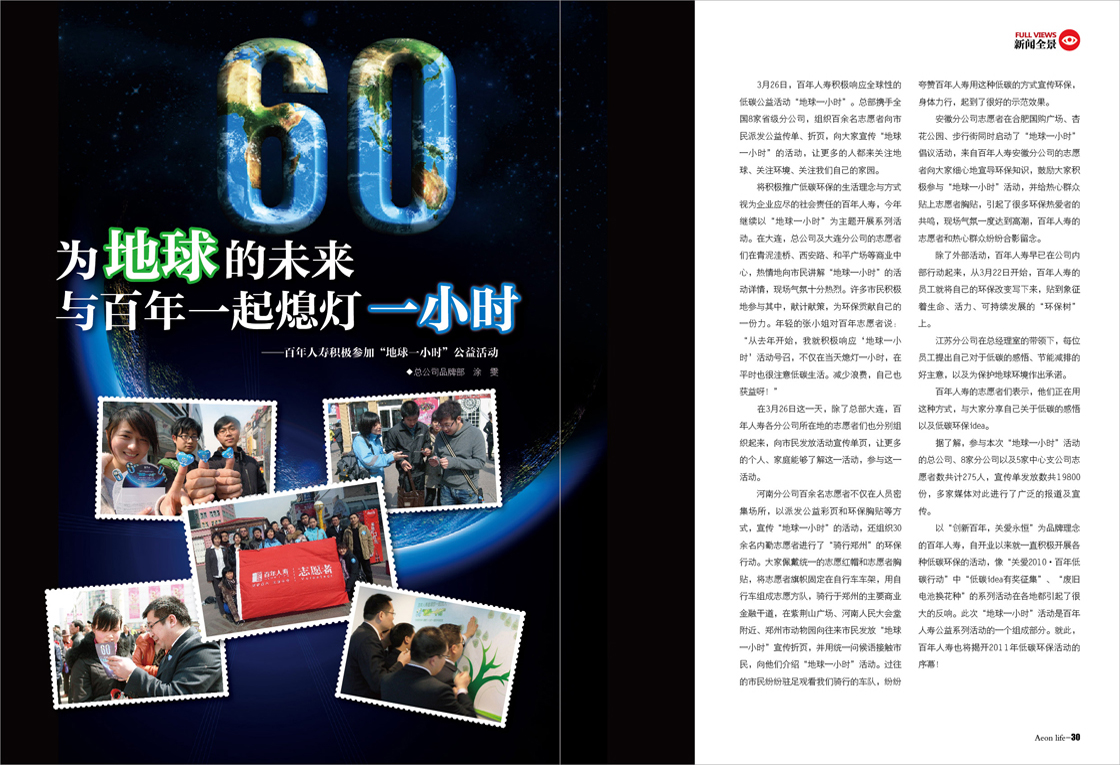 60
为地球的未来
与百年一起熄灯一小时
——百年人寿积极参加“地球一小时”公益活动
◆总公司品牌部 涂 雯
百年人寿 志愿者
60
FULL VIEWS
新闻全景
3月26日，百年人寿积极响应全球性的
低碳公益活动“地球一小时”。总部携手全
国8家省级分公司，组织百余名志愿者向市
民派发公益传单、折页，向大家宣传“地球
一小时”的活动，让更多的人都来关注地
球、关注环境、关注我们自己的家园。
将积极推广低碳环保的生活理念与方式
视为企业应尽的社会责任的百年人寿，今年
继续以“地球一小时”为主题开展系列活
动。在大连，总公司及大连分公司的志愿者
们在青泥洼桥、西安路、和平广场等商业中
心，热情地向市民讲解“地球一小时”的活
动详情，现场气氛十分热烈。许多市民积极
地参与其中，献计献策，为环保贡献自己的
一份力。年轻的张小姐对百年志愿者说：
“从去年开始，我就积极响应‘地球一小
时’活动号召，不仅在当天熄灯一小时，在
平时也很注意低碳生活。减少浪费，自己也
获益呀！”
在3月26日这一天，除了总部大连，百
年人寿各分公司所在地的志愿者们也分别组
织起来，向市民发放活动宣传单页，让更多
的个人、家庭能够了解这一活动，参与这一
活动。
河南分公司百余名志愿者不仅在人员密
集场所，以派发公益彩页和环保胸贴等方
式，宣传“地球一小时”的活动，还组织30
余名内勤志愿者进行了“骑行郑州”的环保
行动。大家佩戴统一的志愿红帽和志愿者胸
贴，将志愿者旗帜固定在自行车车架，用自
行车组成志愿方队，骑行于郑州的主要商业
金融干道，在紫荆山广场、河南人民大会堂
附近、郑州市动物园向往来市民发放“地球
一小时”宣传折页，并用统一问候语接触市
民，向他们介绍“地球一小时”活动。过往
的市民纷纷驻足观看我们骑行的车队，纷纷
夸赞百年人寿用这种低碳的方式宣传环保，
身体力行，起到了很好的示范效果。
安徽分公司志愿者在合肥国购广场、杏
花公园、步行街同时启动了“地球一小时”
倡议活动，来自百年人寿安徽分公司的志愿
者向大家细心地宣导环保知识，鼓励大家积
极参与“地球一小时”活动，并给热心群众
贴上志愿者胸贴，引起了很多环保热爱者的
共鸣，现场气氛一度达到高潮，百年人寿的
志愿者和热心群众纷纷合影留念。
除了外部活动，百年人寿早已在公司内
部行动起来，从3月22日开始，百年人寿的
员工就将自己的环保改变写下来，贴到象征
着生命、活力、可持续发展的“环保树”
上。
江苏分公司在总经理室的带领下，每位
员工提出自己对于低碳的感悟、节能减排的
好主意，以及为保护地球环境作出承诺。
百年人寿的志愿者们表示，他们正在用
这种方式，与大家分享自己关于低碳的感悟
以及低碳环保idea。
据了解，参与本次“地球一小时”活动
的总公司、8家分公司以及5家中心支公司志
愿者数共计275人，宣传单发放数共19800
份，多家媒体对此进行了广泛的报道及宣
传。
以“创新百年，关爱永恒”为品牌理念
的百年人寿，自开业以来就一直积极开展各
种低碳环保的活动，像“关爱2010·百年低
碳行动”中“低碳idea有奖征集”、“废旧
电池换花种”的系列活动在各地都引起了很
大的反响。此次“地球一小时”活动是百年
人寿公益系列活动的一个组成部分。就此，
百年人寿也将揭开2011年低碳环保活动的
序幕！
Aeon life—30